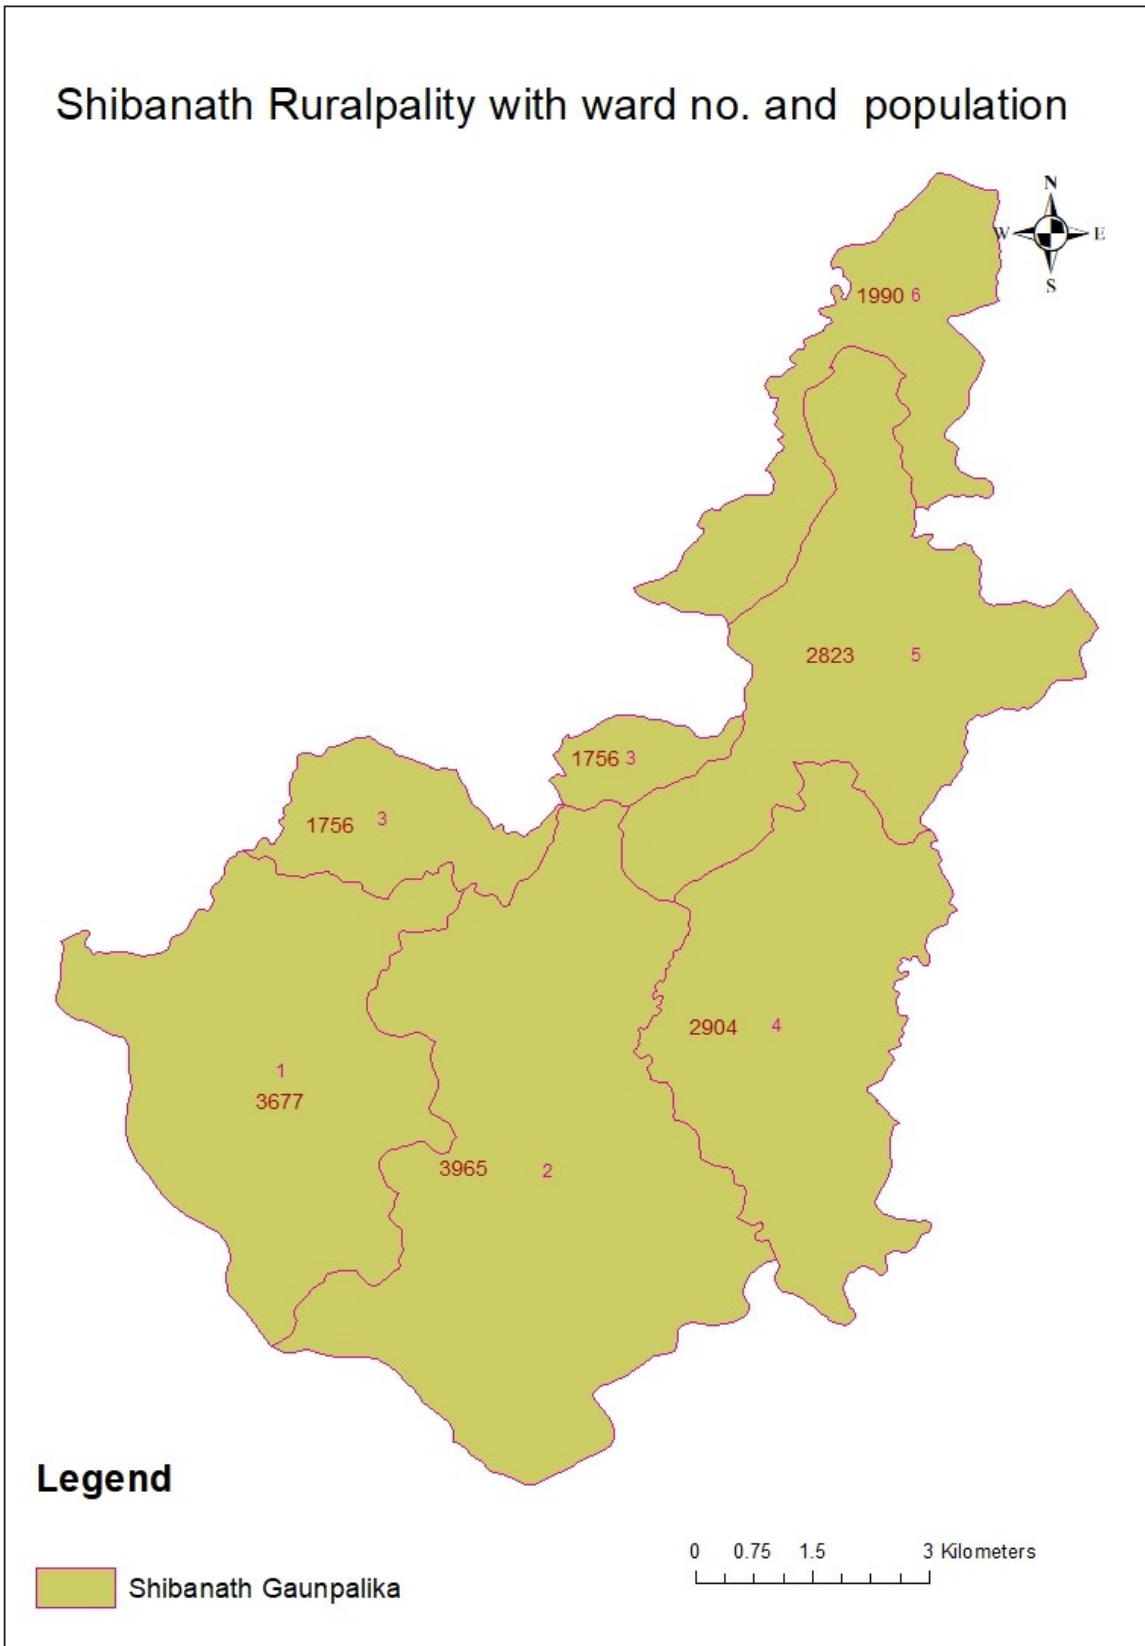 Shibanath Ruralpality with ward no. and population
N
W E
S
1990 6
2823 5
1756 3
1756 3
2904 4
1
3677
3965 2
Legend
Shibanath Gaunpalika
0 0.75 1.5 3 Kilometers